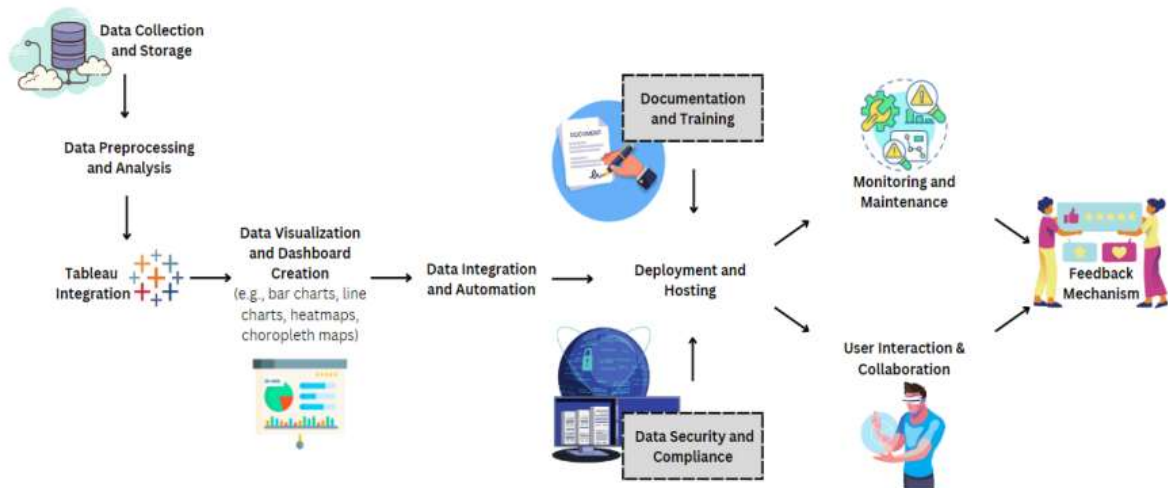 Data Collection
and Storage
Data Preprocessing
and Analysis
Tableau
Integration
Data Visualization
and Dashboard
Creation
(e.g., bar charts, line
charts, heatmaps,
choropleth maps)
Data Integration
and Automation
Documentation
and Training
DOCUMENT
Deployment and
Hosting
Data Security and
Compliance
Monitoring and
Maintenance
User Interaction &
Collaboration
Feedback
Mechanism